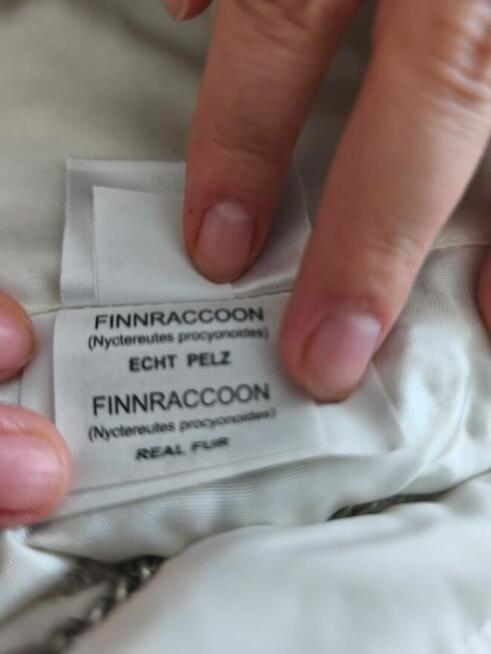 FINNRACCOON
(Nyctereutes procyonoides)
ECHT PELZ
FINNRACCOON
(Nyctereutes procyonoides)
REAL FUR